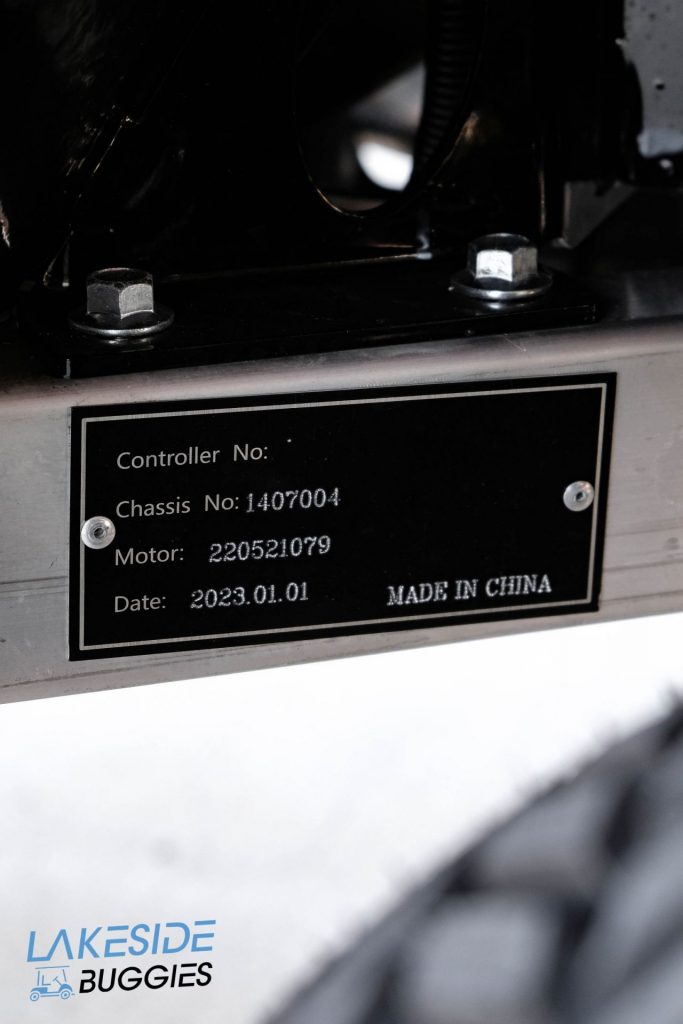 Controller No:
Chassis No: 1407004
Motor: 220521079
Date: 2023.01.01 MADE IN CHINA
LAKESIDE
BUGGIES